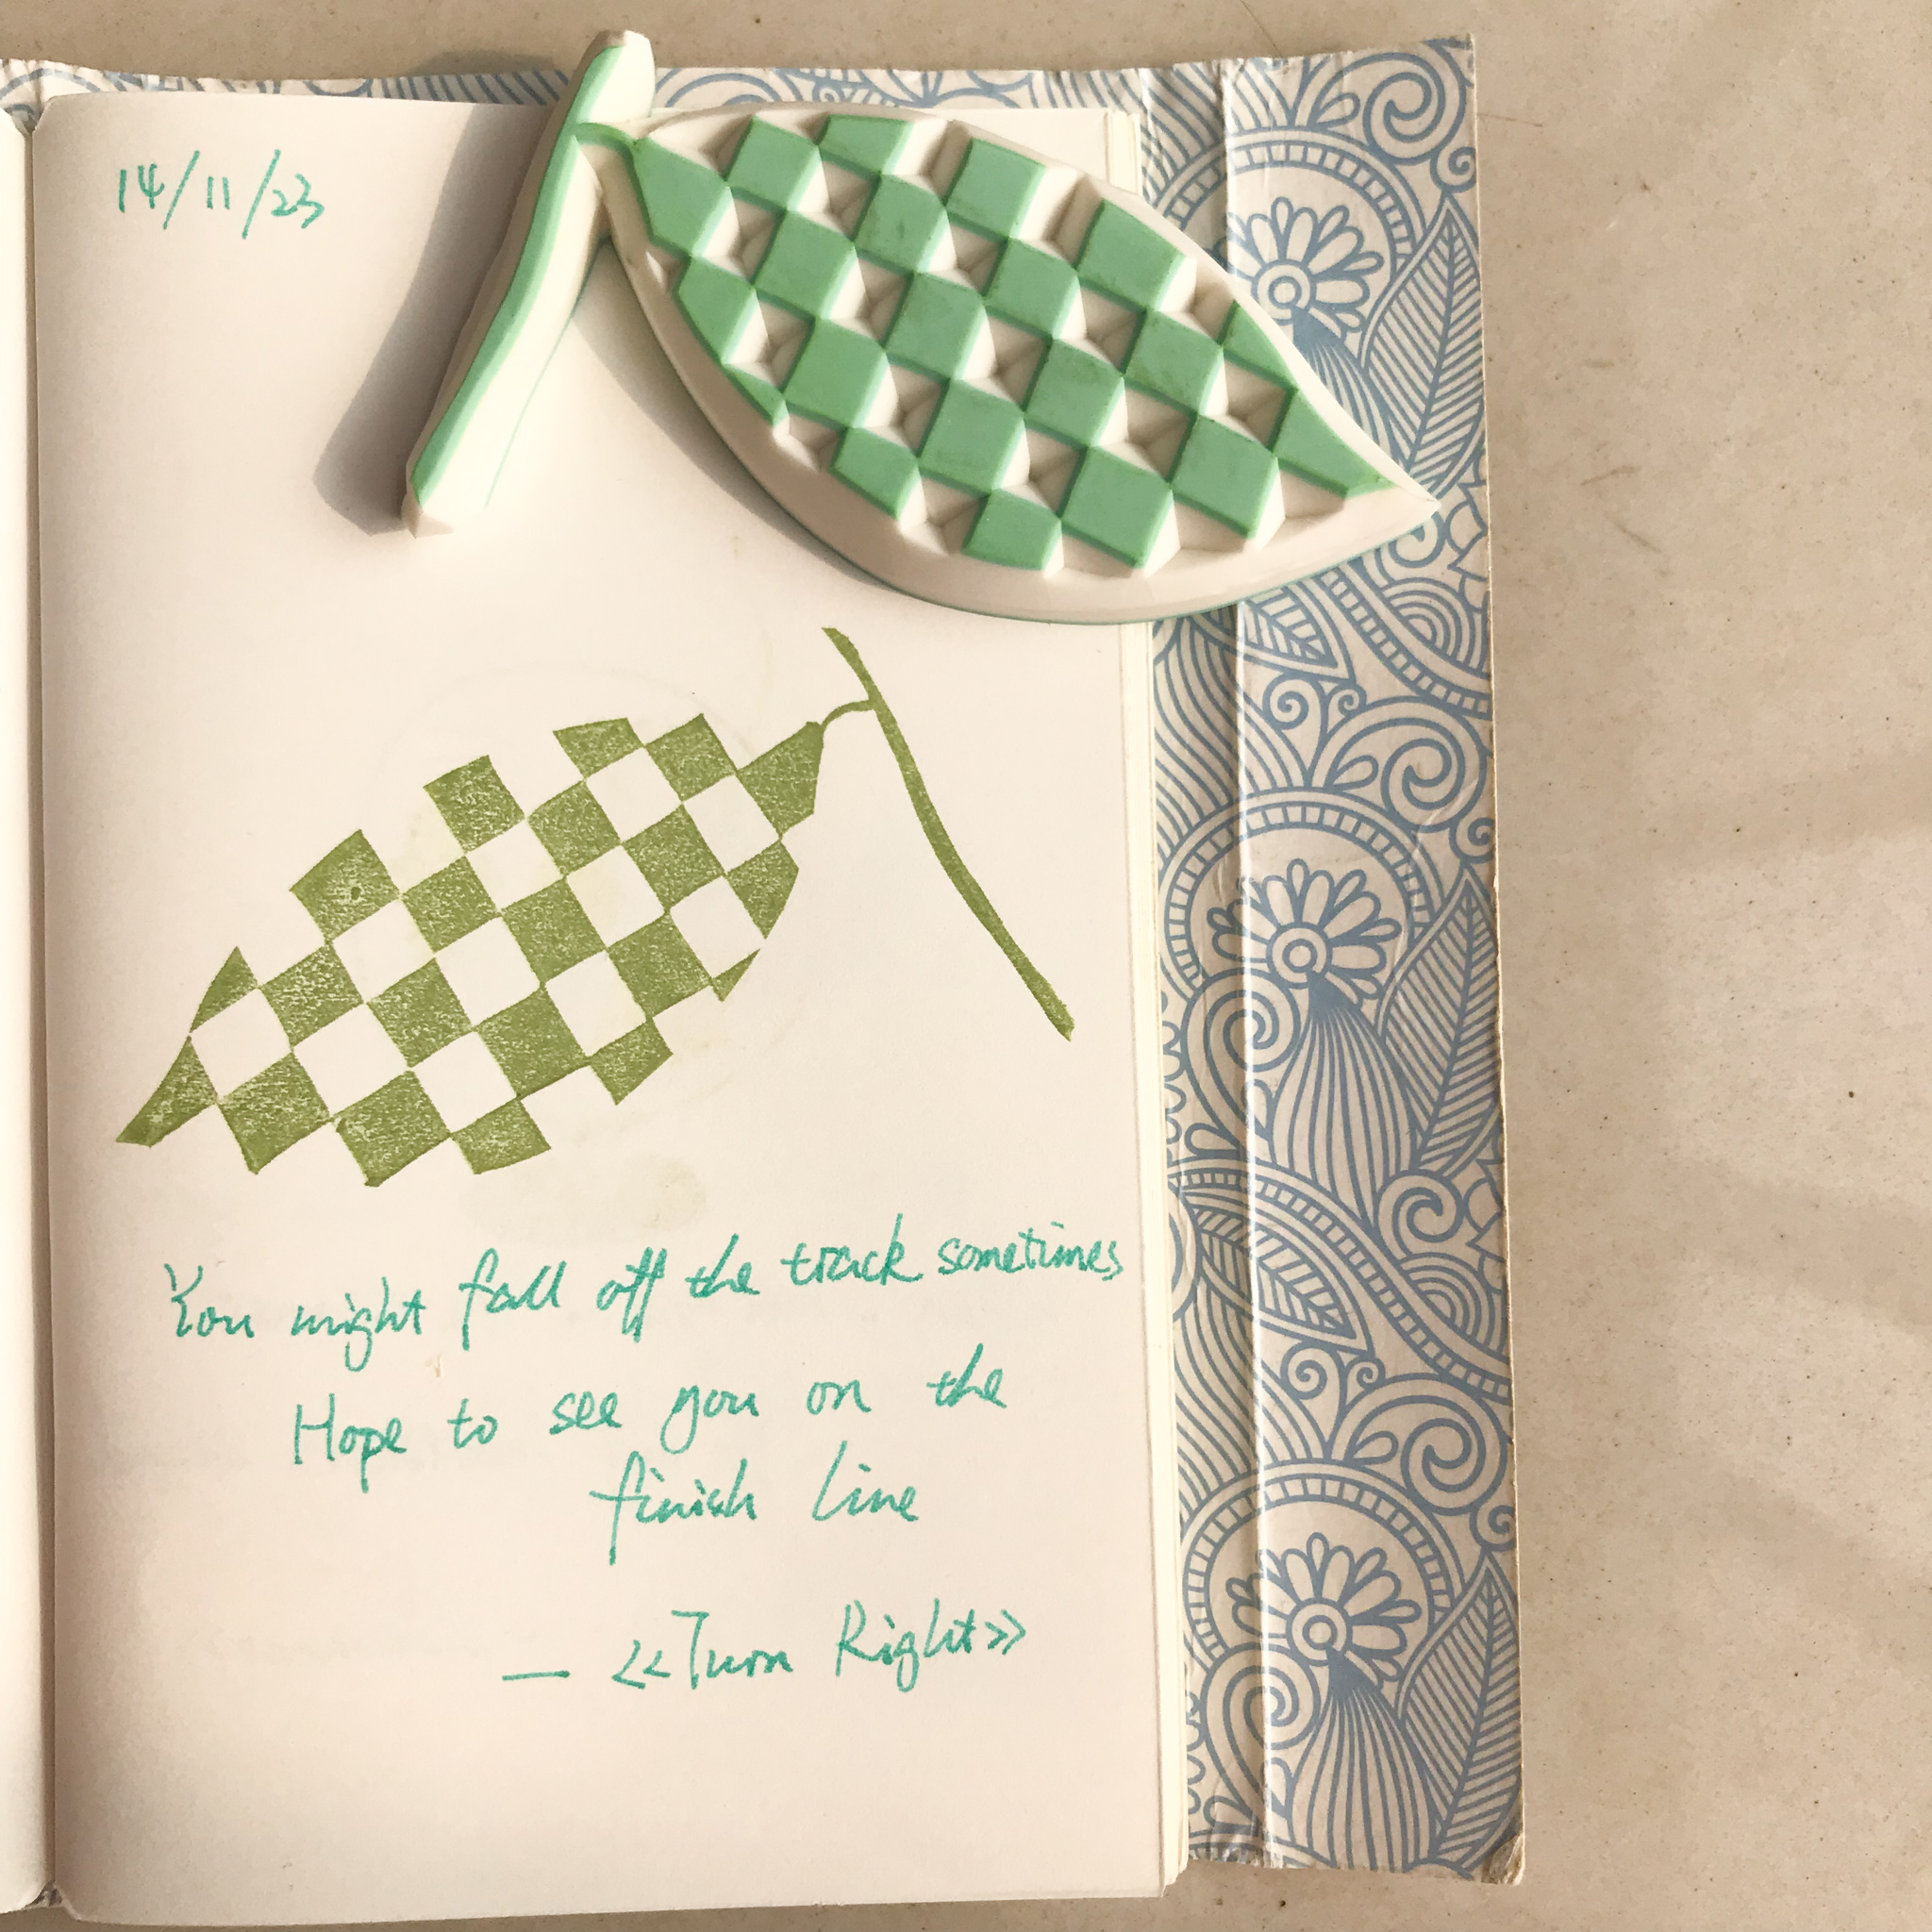 14/11/23
You might fall off the track sometimes
Hope to see you on the
finish line
— <<Turn Right>>